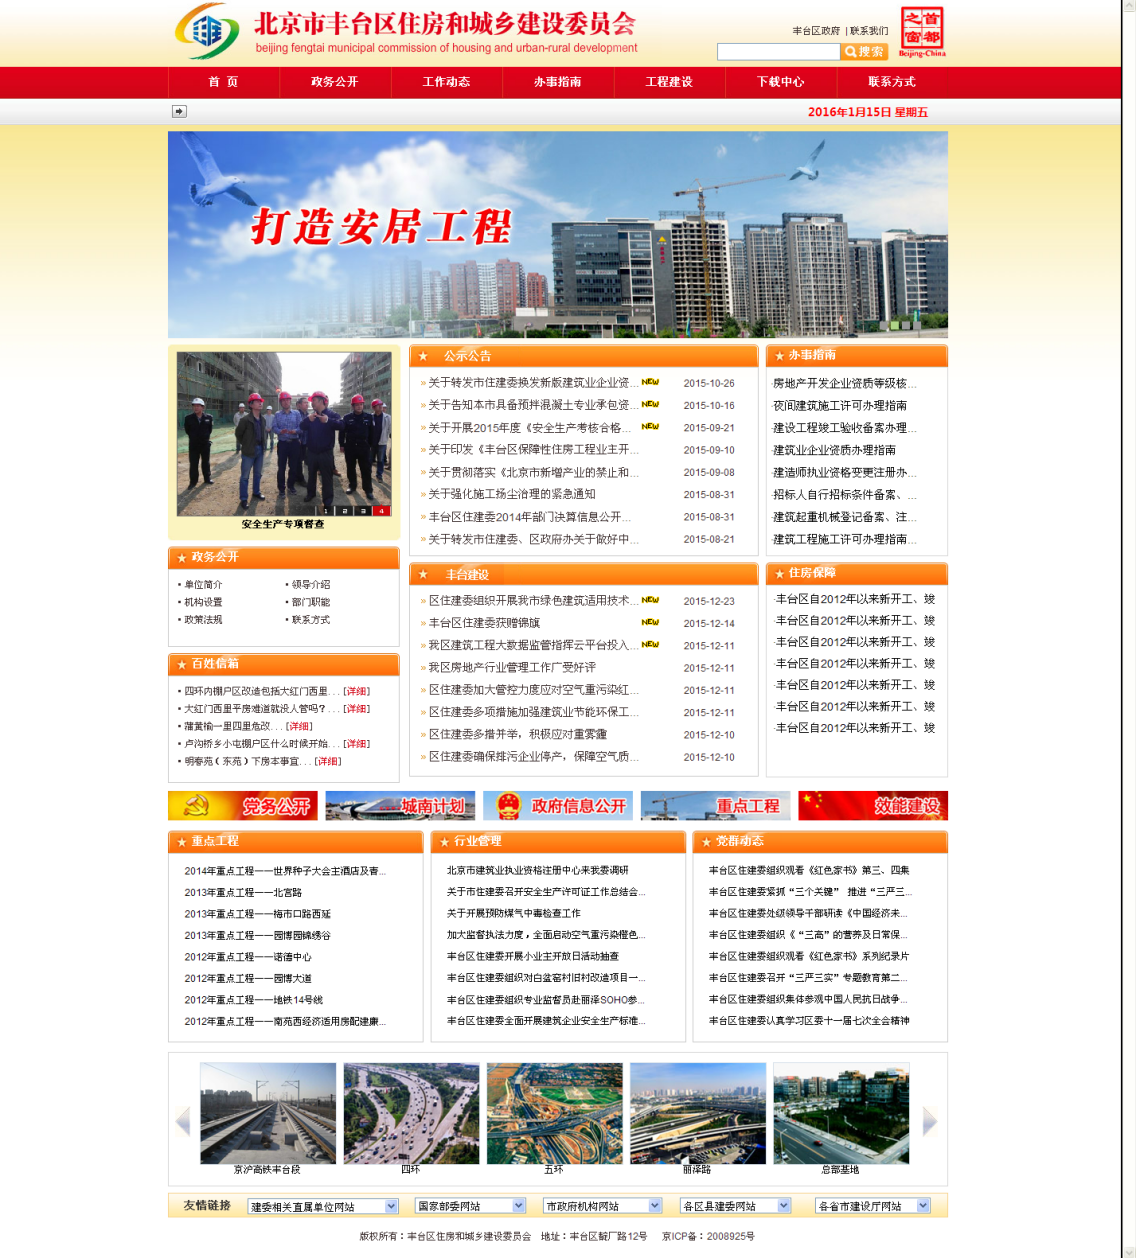 北京市丰台区住房和城乡建设委员会
beijing fengtai municipal commission of housing and urban-rural development
丰台区政府 | 联系我们
搜索
首都之窗
Beijing-China
首 页 政务公开 工作动态 办事指南 工程建设 下载中心 联系方式
2016年1月15日 星期五
打造安居工程
1 2 3 4
安全生产专项督查
公示公告
关于转发市住建委换发新版建筑业企业资... NEW 2015-10-26
关于告知本市具备预拌混凝土专业承包资... NEW 2015-10-16
关于开展2015年度《安全生产考核合格... NEW 2015-09-21
关于印发《丰台区保障性住房工程业主开... 2015-09-10
关于贯彻落实《北京市新增产业的禁止和... 2015-09-08
关于强化施工扬尘治理的紧急通知 2015-08-31
丰台区住建委2014年部门决算信息公开... 2015-08-31
关于转发市住建委、区政府办关于做好中... 2015-08-21
办事指南
房地产开发企业资质等级核...
夜间建筑施工许可办理指南
建设工程竣工验收备案办理...
建筑业企业资质办理指南
建造师执业资格变更注册办...
招标人自行招标条件备案、...
建筑起重机械登记备案、注...
建筑工程施工许可办理指南...
政务公开
单位简介 领导介绍
机构设置 部门职能
政策法规 联系方式
百姓信箱
四环内棚户区改造包括大红门西里... [详细]
大红门西里平房难道就没人管吗？... [详细]
蒲黄榆一里四里危改... [详细]
卢沟桥乡小屯棚户区什么时候开始... [详细]
明春苑（东苑）下房本事宜... [详细]
丰台建设
区住建委组织开展我市绿色建筑适用技术... NEW 2015-12-23
丰台区住建委获赠锦旗 NEW 2015-12-14
我区建筑工程大数据监管指挥云平台投入... NEW 2015-12-11
我区房地产行业管理工作广受好评 2015-12-11
区住建委加大管控力度应对空气重污染红... 2015-12-11
区住建委多项措施加强建筑业节能环保工... 2015-12-11
区住建委多措并举，积极应对重雾霾 2015-12-10
区住建委确保排污企业停产，保障空气质... 2015-12-10
住房保障
丰台区自2012年以来新开工、竣
丰台区自2012年以来新开工、竣
丰台区自2012年以来新开工、竣
丰台区自2012年以来新开工、竣
丰台区自2012年以来新开工、竣
丰台区自2012年以来新开工、竣
丰台区自2012年以来新开工、竣
党务公开 城南计划 政府信息公开 重点工程 效能建设
重点工程
2014年重点工程——世界种子大会主酒店及会...
2013年重点工程——北宫路
2013年重点工程——梅市口路西延
2013年重点工程——园博园锦绣谷
2012年重点工程——诺德中心
2012年重点工程——园博大道
2012年重点工程——地铁14号线
2012年重点工程——南苑西经济适用房配建廉...
行业管理
北京市建筑业执业资格注册中心来我委调研
关于市住建委召开安全生产许可证工作总结会...
关于开展预防煤气中毒检查工作
加大监督执法力度，全面启动空气重污染橙色...
丰台区住建委开展小业主开放日活动抽查
丰台区住建委组织对白盆窑村旧村改造项目一...
丰台区住建委组织专业监督员赴丽泽SOHO参...
丰台区住建委全面开展建筑企业安全生产标准...
党群动态
丰台区住建委组织观看《红色家书》第三、四集
丰台区住建委紧抓“三个关键” 推进“三严三...
丰台区住建委处级领导干部研读《中国经济未...
丰台区住建委组织《“三高”的营养及日常保...
丰台区住建委组织观看《红色家书》系列纪录片
丰台区住建委召开“三严三实”专题教育第二...
丰台区住建委组织集体参观中国人民抗日战争...
丰台区住建委认真学习区委十一届七次全会精神
京沪高铁丰台段 四环 五环 丽泽路 总部基地
友情链接 建委相关直属单位网站 国家部委网站 市政府机构网站 各区县建委网站 各省市建设厅网站
版权所有：丰台区住房和城乡建设委员会 地址：丰台区靛厂路12号 京ICP备：2008925号